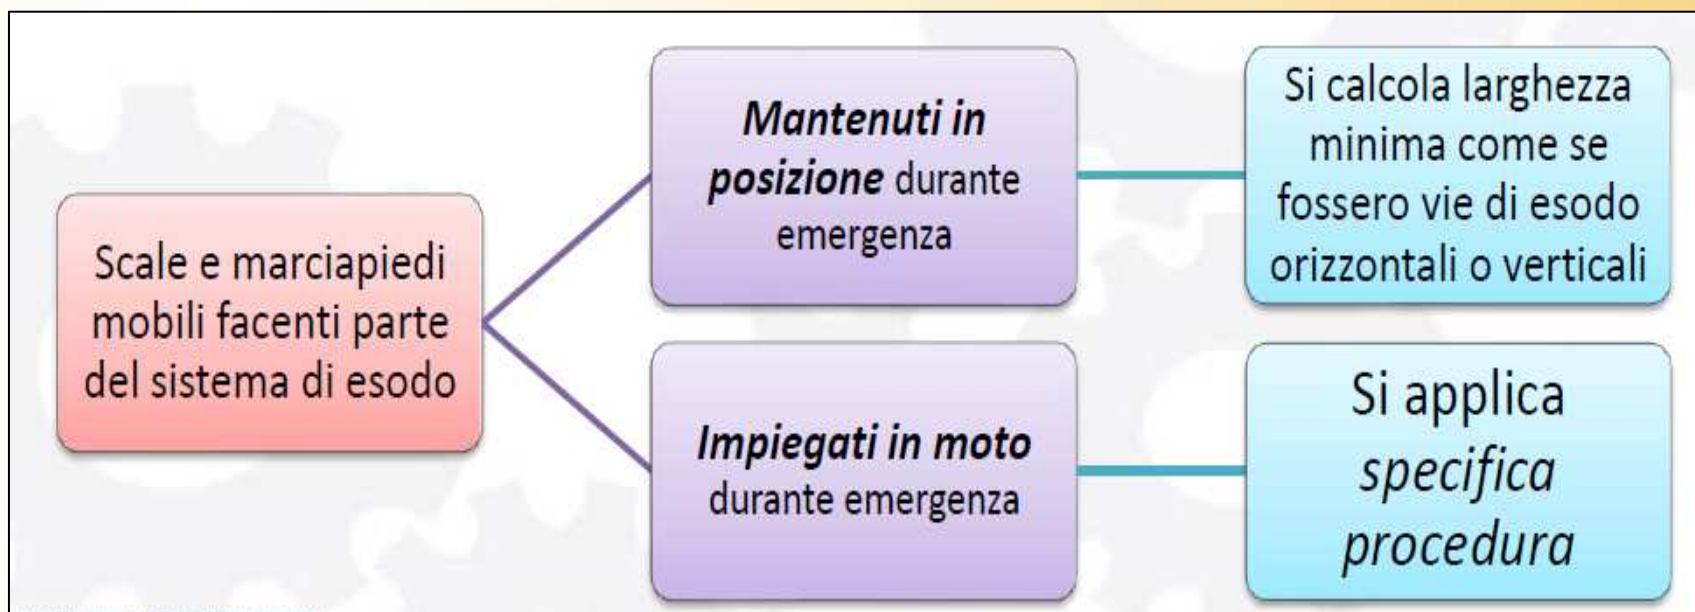 Scale e marciapiedi
mobili facenti parte
del sistema di esodo
Mantenuti in
posizione durante
emergenza
Si calcola larghezza
minima come se
fossero vie di esodo
orizzontali o verticali
Impiegati in moto
durante emergenza
Si applica
specifica
procedura